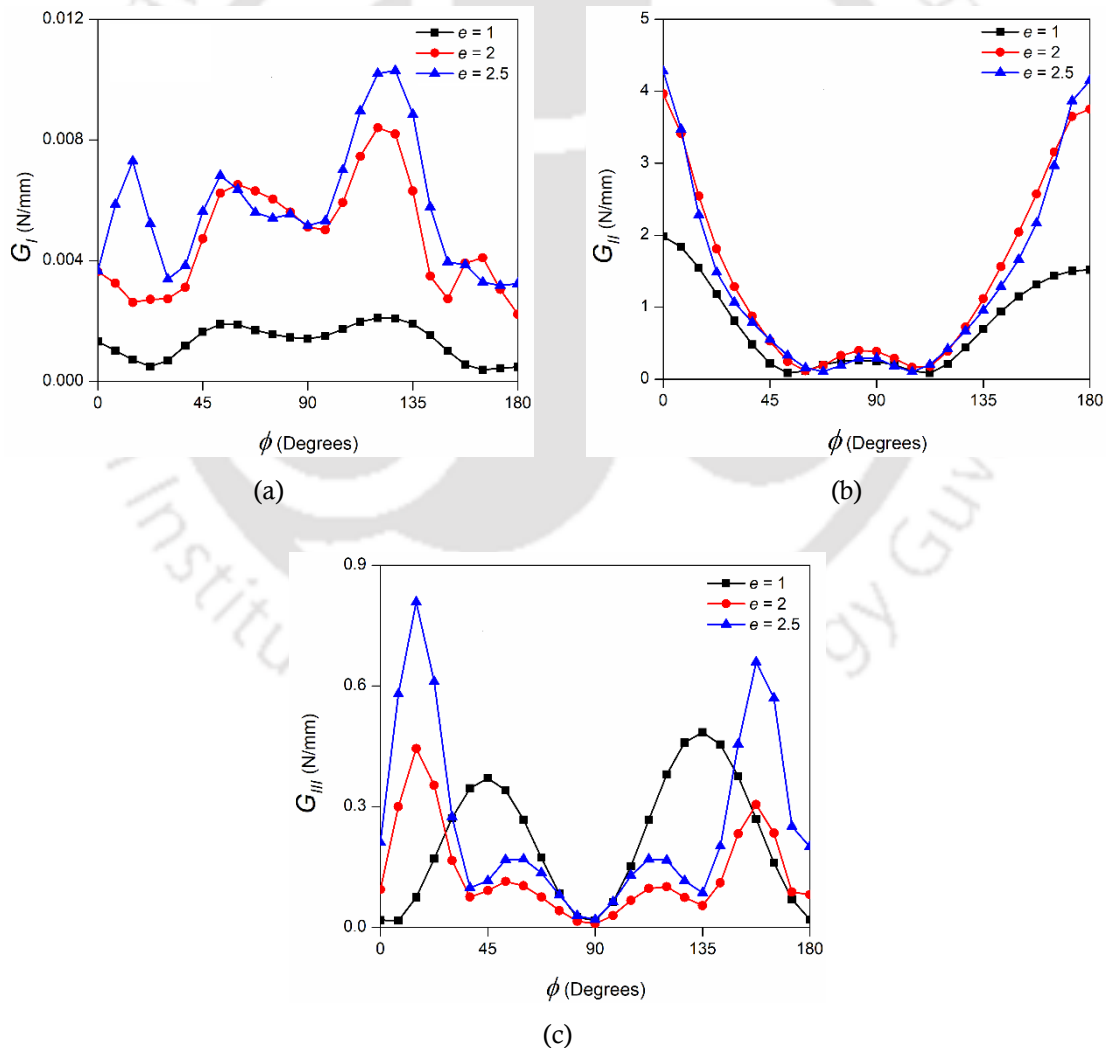 0.012
0.008
0.004
0.000
G_I (N/mm)
e = 1
e = 2
e = 2.5
0 45 90 135 180
ϕ (Degrees)
(a)
5
4
3
2
1
0
G_II (N/mm)
e = 1
e = 2
e = 2.5
0 45 90 135 180
ϕ (Degrees)
(b)
0.9
0.6
0.3
0.0
G_III (N/mm)
e = 1
e = 2
e = 2.5
0 45 90 135 180
ϕ (Degrees)
(c)
Institu
gy Guw